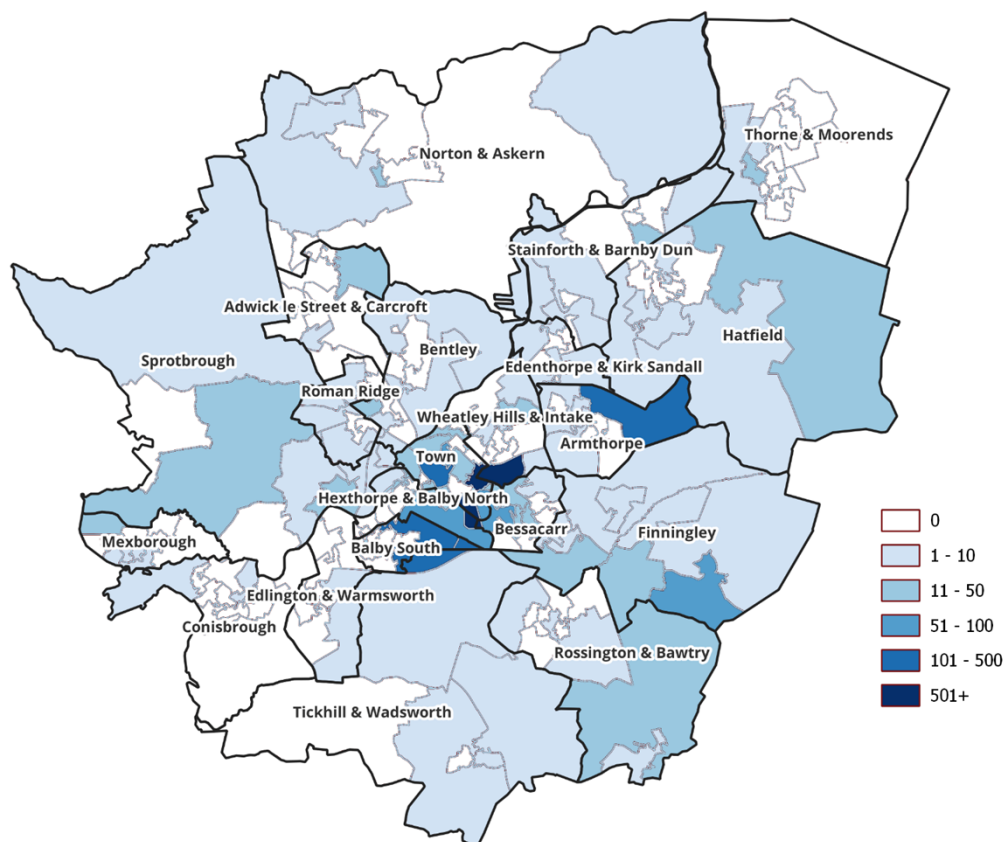 Thorne & Moorends
Norton & Askern
Stainforth & Barnby Dun
Adwick le Street & Carcroft
Hatfield
Bentley
Sprotbrough
Edenthorpe & Kirk Sandall
Roman Ridge
Wheatley Hills & Intake
Armthorpe
Town
Hexthorpe & Balby North
Bessacarr
Finningley
Mexborough
Balby South
Edlington & Warmsworth
Conisbrough
Rossington & Bawtry
Tickhill & Wadsworth
0
1 - 10
11 - 50
51 - 100
101 - 500
501+